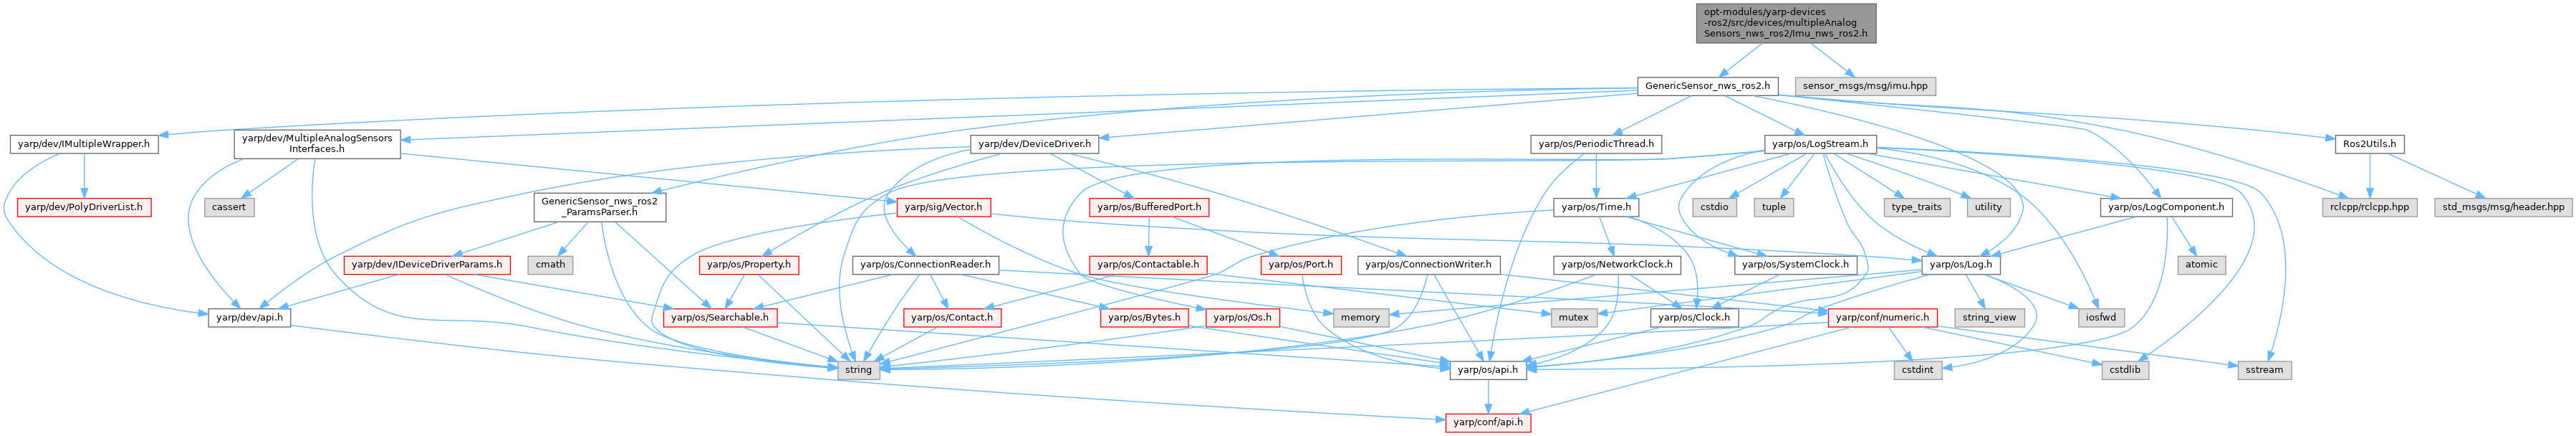 opt-modules/yarp-devices
-ros2/src/devices/multipleAnalog
Sensors_nws_ros2/Imu_nws_ros2.h
GenericSensor_nws_ros2.h
sensor_msgs/msg/imu.hpp
yarp/dev/IMultipleWrapper.h
yarp/dev/MultipleAnalogSensors
Interfaces.h
yarp/dev/DeviceDriver.h
yarp/os/PeriodicThread.h
yarp/os/LogStream.h
Ros2Utils.h
yarp/dev/PolyDriverList.h
cassert
GenericSensor_nws_ros2
_ParamsParser.h
yarp/sig/Vector.h
yarp/os/BufferedPort.h
yarp/os/Time.h
cstdio
tuple
type_traits
utility
yarp/os/LogComponent.h
rclcpp/rclcpp.hpp
std_msgs/msg/header.hpp
yarp/dev/IDeviceDriverParams.h
cmath
yarp/os/Property.h
yarp/os/ConnectionReader.h
yarp/os/Contactable.h
yarp/os/Port.h
yarp/os/ConnectionWriter.h
yarp/os/NetworkClock.h
yarp/os/SystemClock.h
yarp/os/Log.h
atomic
yarp/dev/api.h
yarp/os/Searchable.h
yarp/os/Contact.h
yarp/os/Bytes.h
yarp/os/Os.h
memory
mutex
yarp/os/Clock.h
yarp/conf/numeric.h
string_view
iosfwd
string
yarp/os/api.h
cstdint
cstdlib
sstream
yarp/conf/api.h